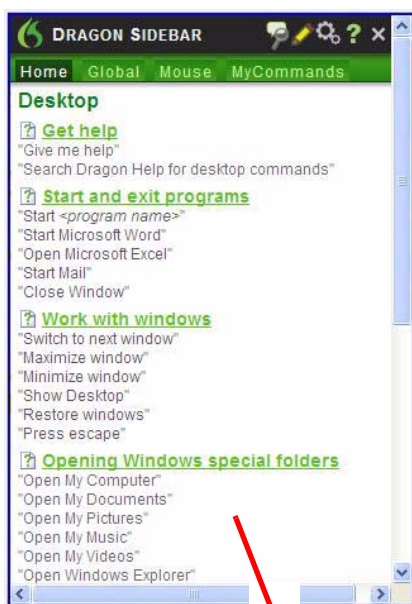 DRAGON SIDEBAR
Home Global Mouse MyCommands
Desktop
Get help
"Give me help"
"Search Dragon Help for desktop commands"
Start and exit programs
"Start <program name>"
"Start Microsoft Word"
"Open Microsoft Excel"
"Start Mail"
"Close Window"
Work with windows
"Switch to next window"
"Maximize window"
"Minimize window"
"Show Desktop"
"Restore windows"
"Press escape"
Opening Windows special folders
"Open My Computer"
"Open My Documents"
"Open My Pictures"
"Open My Music"
"Open My Videos"
"Open Windows Explorer"